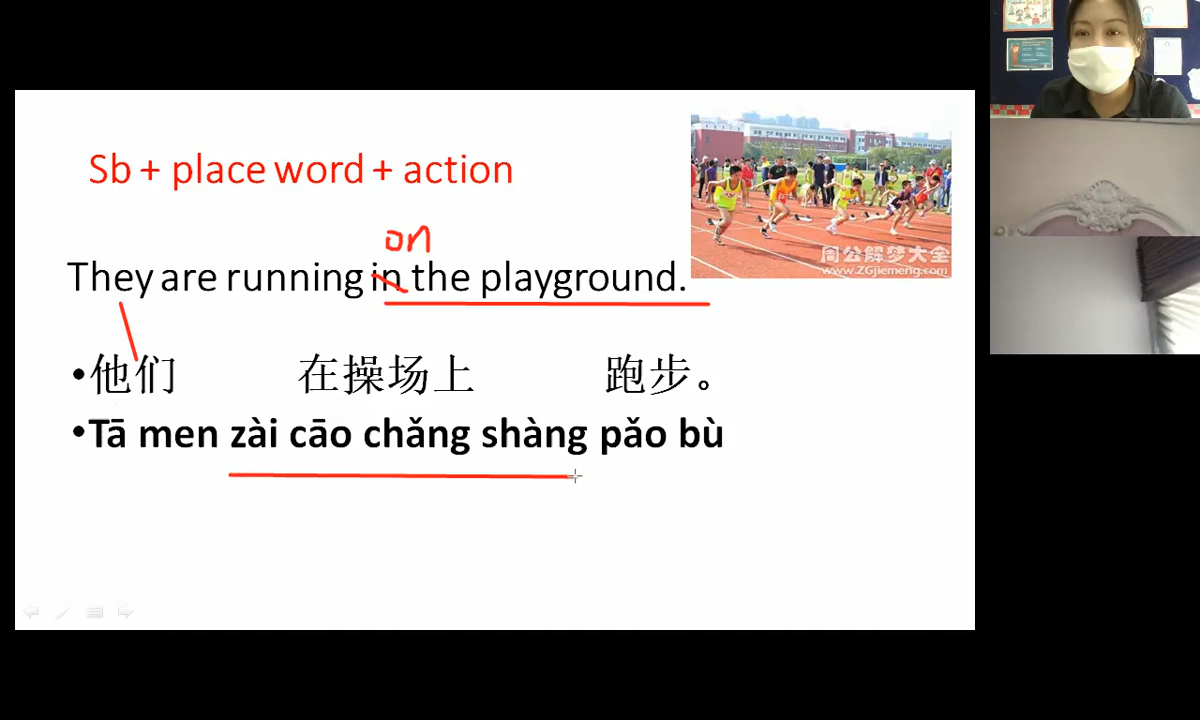 Sb + place word + action
on
They are running in the playground.
•他们 在操场上 跑步。
•Tā men zài cāo chǎng shàng pǎo bù
周公解梦大全
www.ZGjiemeng.com